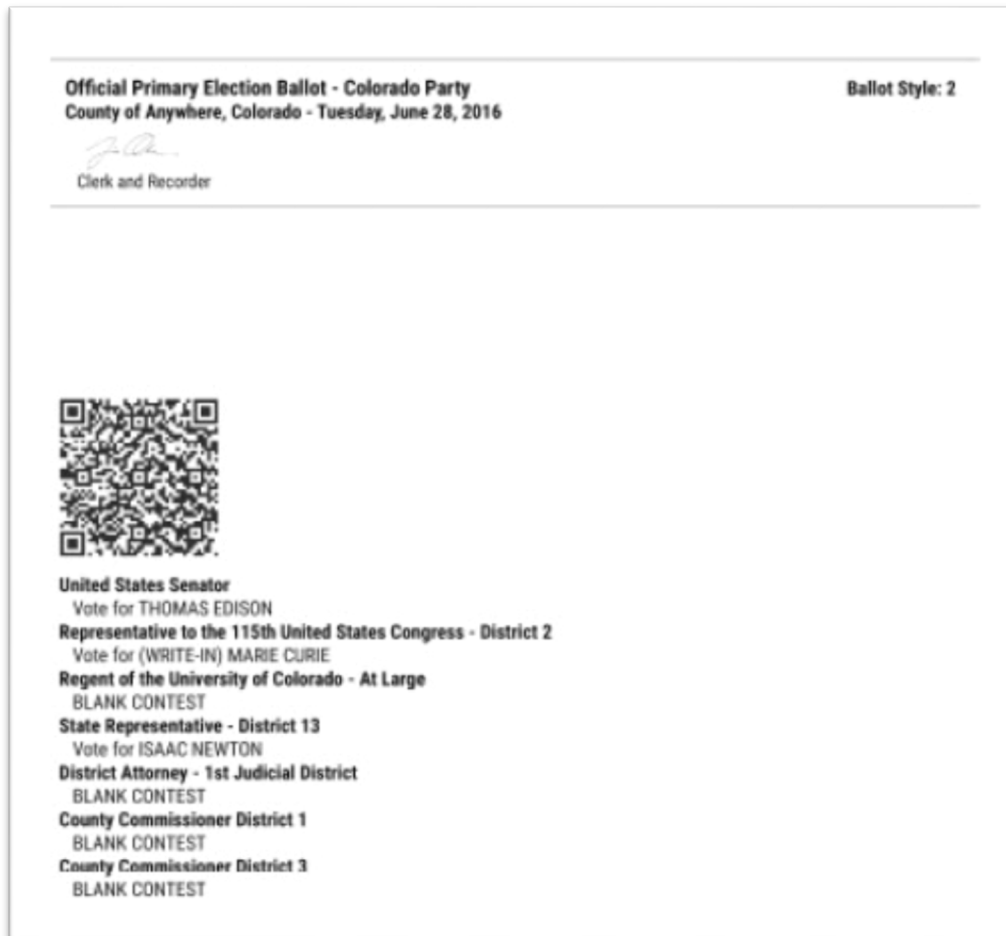 Official Primary Election Ballot - Colorado Party
Ballot Style: 2
County of Anywhere, Colorado - Tuesday, June 28, 2016
Clerk and Recorder
United States Senator
Vote for THOMAS EDISON
Representative to the 115th United States Congress - District 2
Vote for (WRITE-IN) MARIE CURIE
Regent of the University of Colorado - At Large
BLANK CONTEST
State Representative - District 13
Vote for ISAAC NEWTON
District Attorney - 1st Judicial District
BLANK CONTEST
County Commissioner District 1
BLANK CONTEST
County Commissioner District 3
BLANK CONTEST